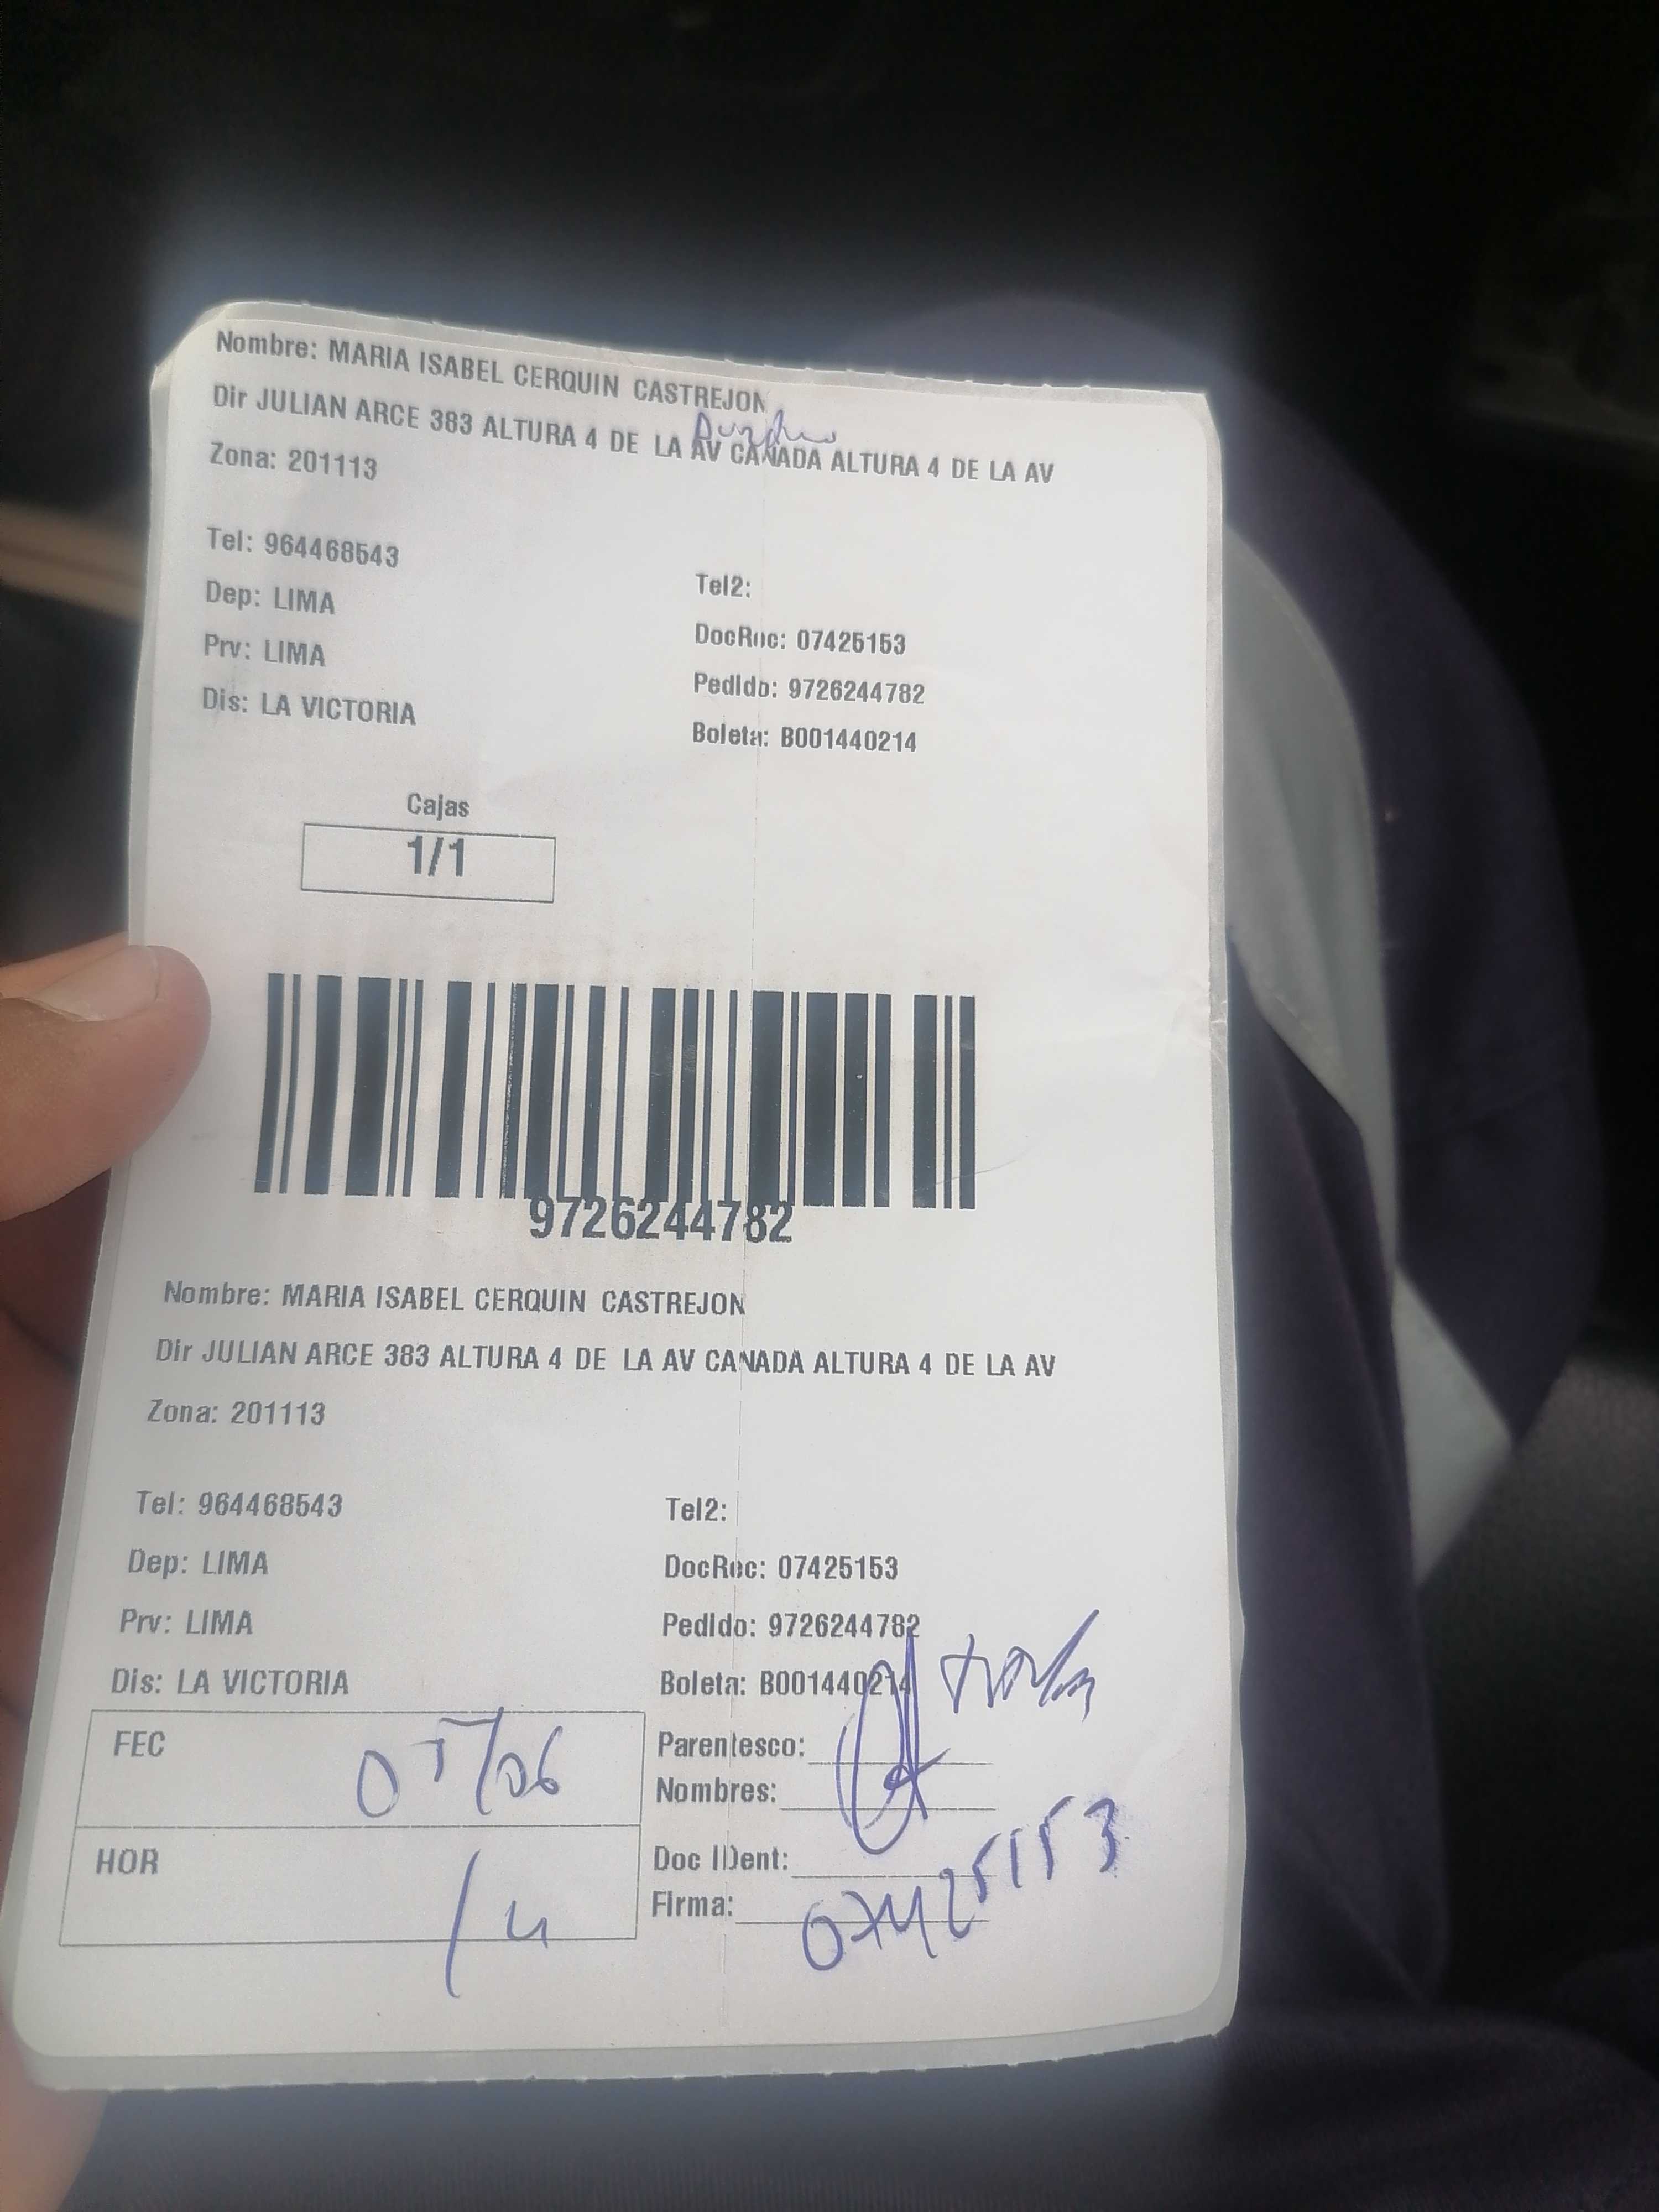 Nombre: MARIA ISABEL CERQUIN CASTREJON
Dir JULIAN ARCE 383 ALTURA 4 DE LA AV CANADA ALTURA 4 DE LA AV
Zona: 201113
Tel: 964468543
Tel2:
Dep: LIMA
DocRec: 07425153
Prv: LIMA
Pedido: 9726244782
Dis: LA VICTORIA
Boleta: B001440214
Cajas
1/1
9726244782
Nombre: MARIA ISABEL CERQUIN CASTREJON
Dir JULIAN ARCE 383 ALTURA 4 DE LA AV CANADA ALTURA 4 DE LA AV
Zona: 201113
Tel: 964468543
Tel2:
Dep: LIMA
DocRec: 07425153
Prv: LIMA
Pedido: 9726244782
Dis: LA VICTORIA
Boleta: B001440214
FEC 05/06
Parentesco:
Nombres:
HOR
Doc IDent:
Firma: 07425153